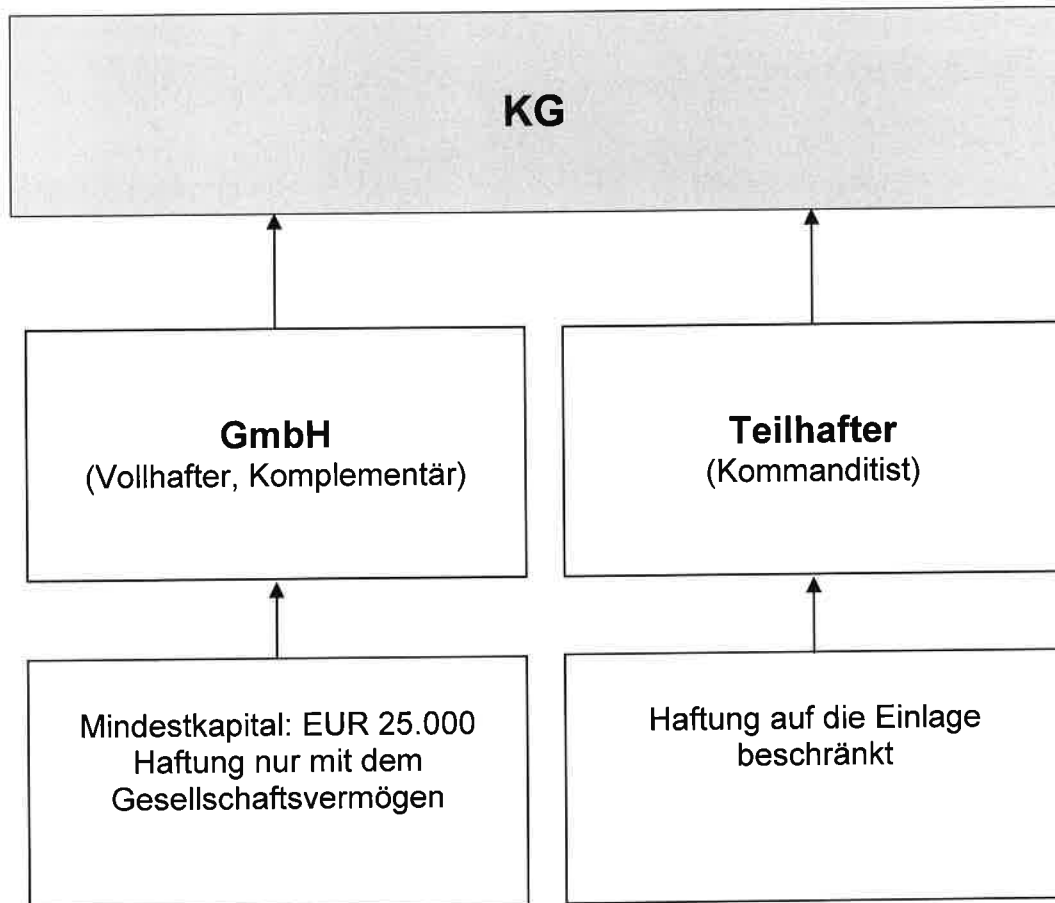 KG
GmbH
(Vollhafter, Komplementär)
Teilhafter
(Kommanditist)
Mindestkapital: EUR 25.000
Haftung nur mit dem
Gesellschaftsvermögen
Haftung auf die Einlage
beschränkt